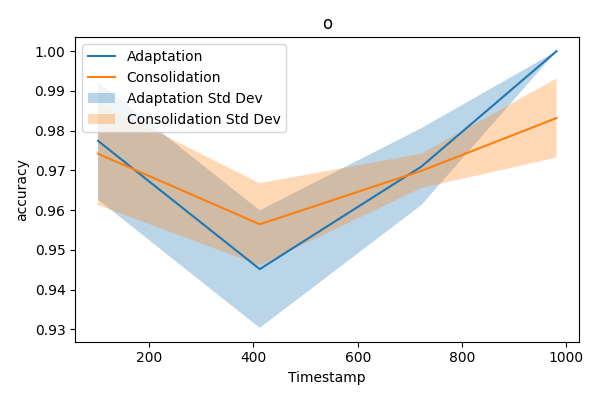 o
Adaptation
Consolidation
Adaptation Std Dev
Consolidation Std Dev
1.00
0.99
0.98
0.97
0.96
0.95
0.94
0.93
accuracy
200 400 600 800 1000
Timestamp